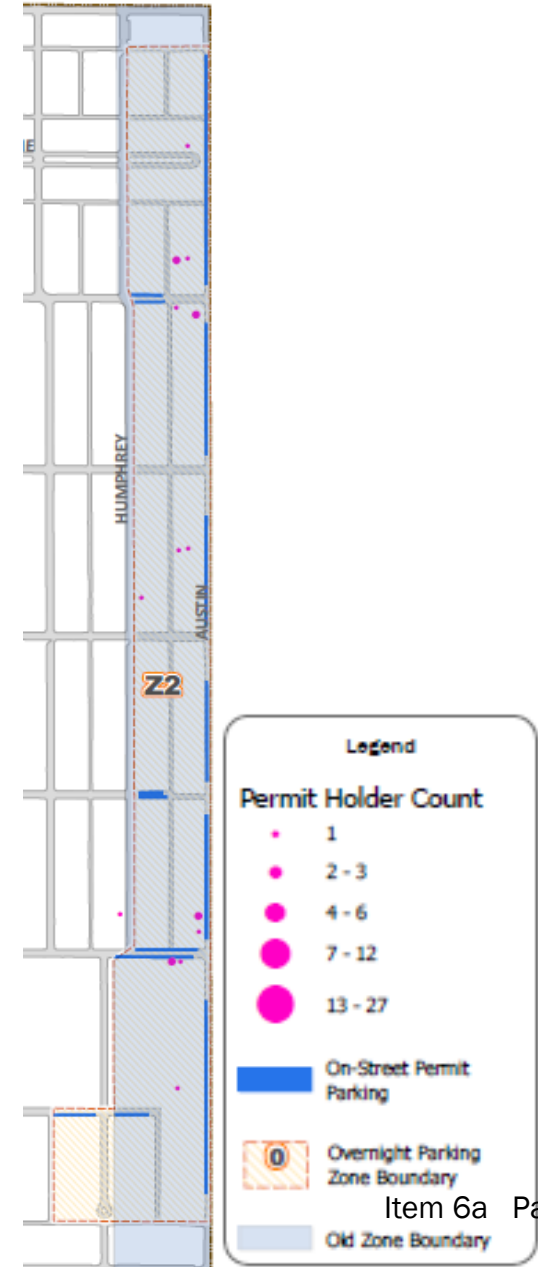 E
HUMPHREY
AUSTIN
Z2
Legend
Permit Holder Count
1
2 - 3
4 - 6
7 - 12
13 - 27
On-Street Permit
Parking
0
Overnight Parking
Zone Boundary
Item 6a Pa
Old Zone Boundary